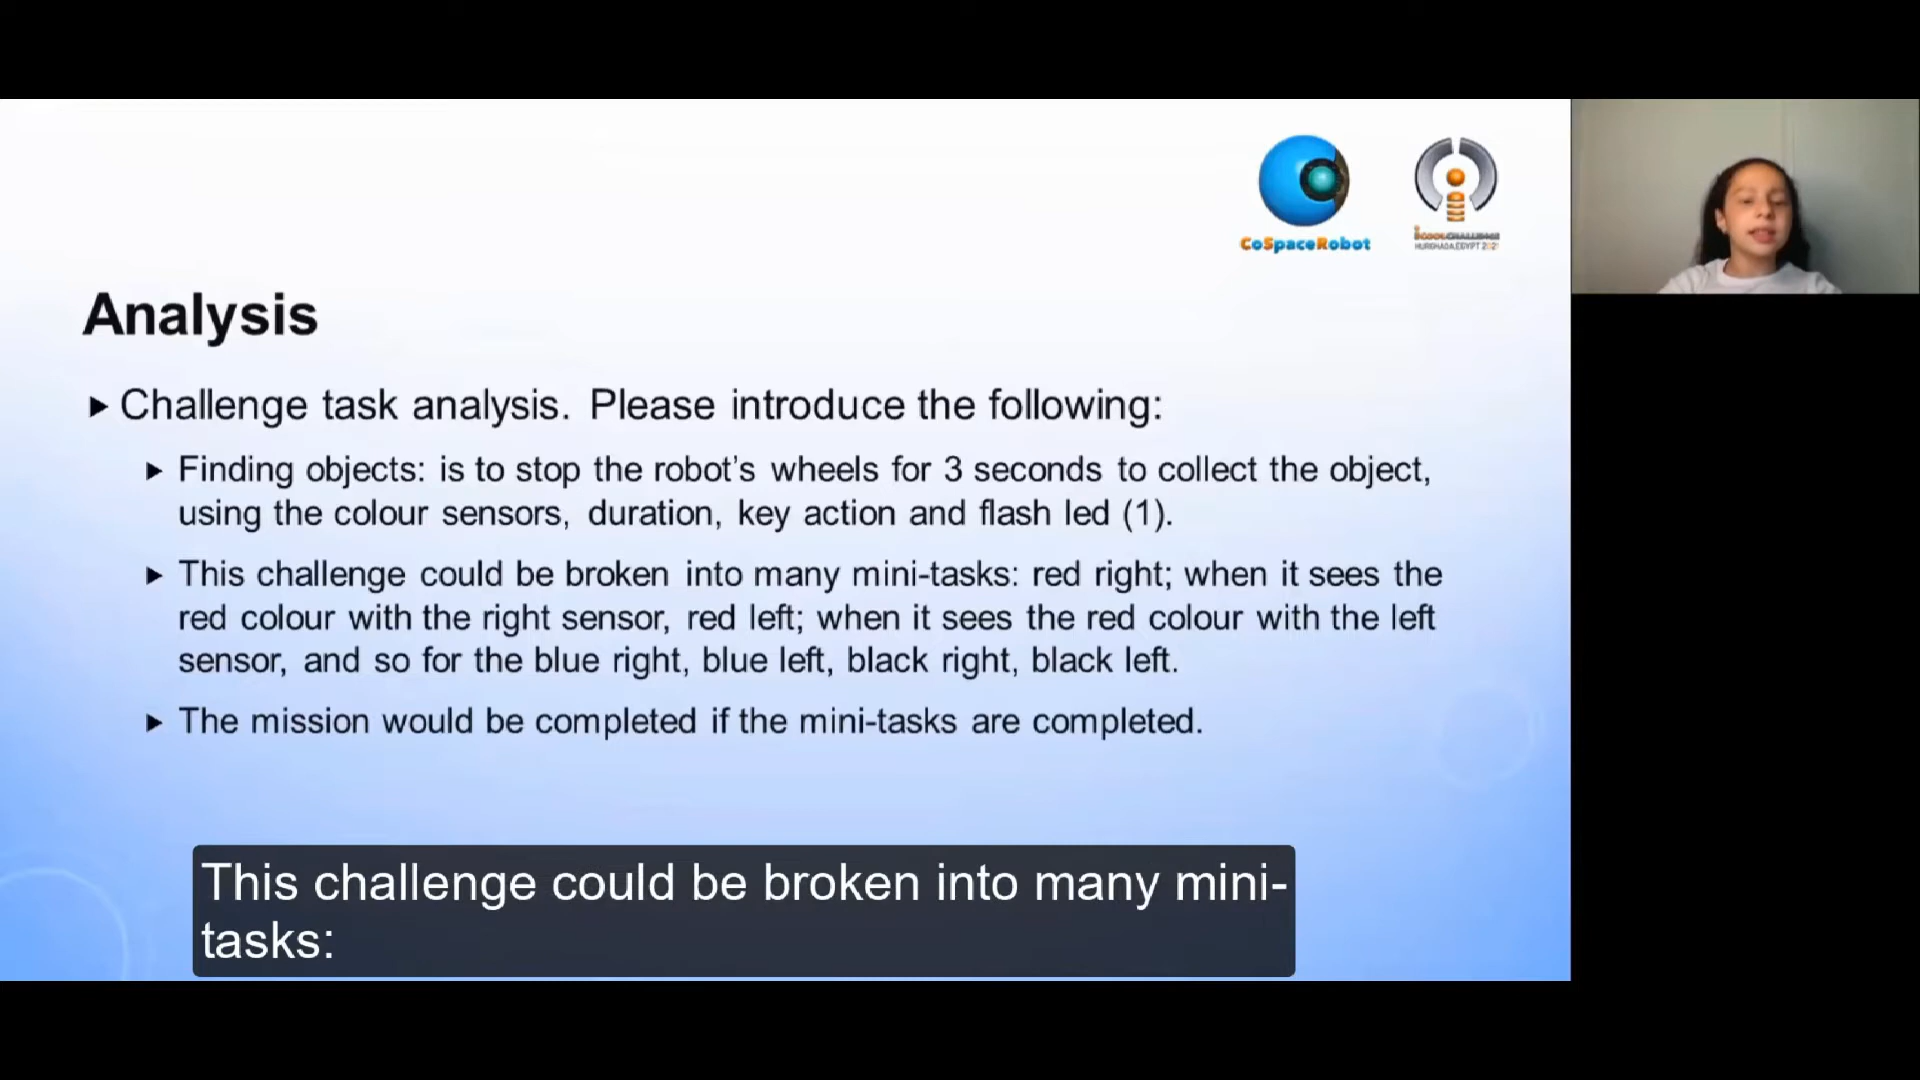 CoSpaceRobot
HURGHADA.EGYPT 2021
Analysis
Challenge task analysis. Please introduce the following:
Finding objects: is to stop the robot’s wheels for 3 seconds to collect the object,
using the colour sensors, duration, key action and flash led (1).
This challenge could be broken into many mini-tasks: red right; when it sees the
red colour with the right sensor, red left; when it sees the red colour with the left
sensor, and so for the blue right, blue left, black right, black left.
The mission would be completed if the mini-tasks are completed.
This challenge could be broken into many mini-
tasks: